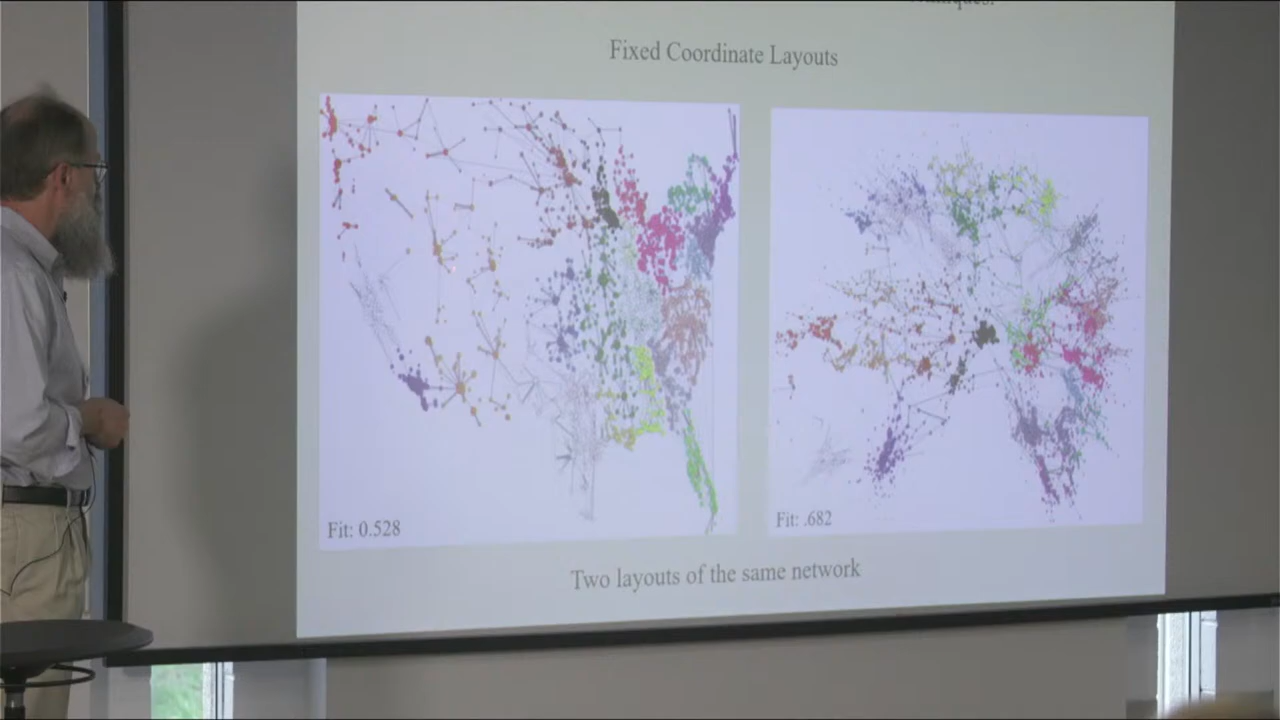 Fixed Coordinate Layouts
Fit: 0.528
Fit: .682
Two layouts of the same network